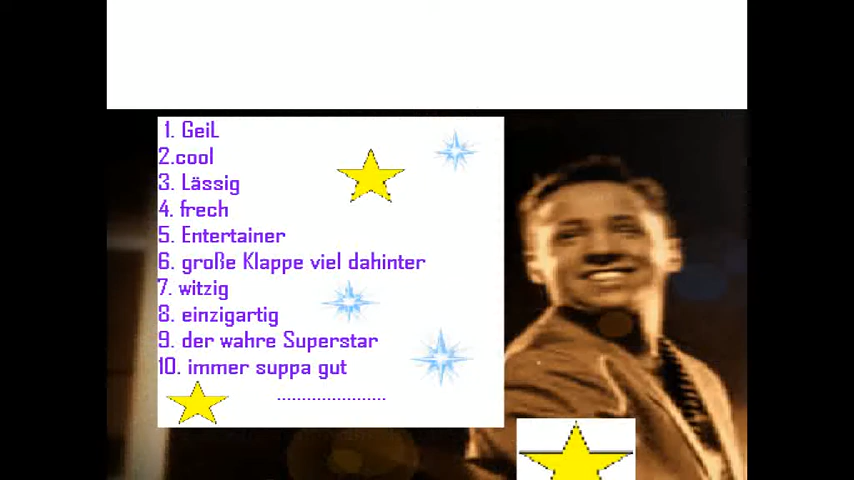 1. GeiL
2.cool
3. Lässig
4. frech
5. Entertainer
6. große Klappe viel dahinter
7. witzig
8. einzigartig
9. der wahre Superstar
10. immer suppa gut
......................